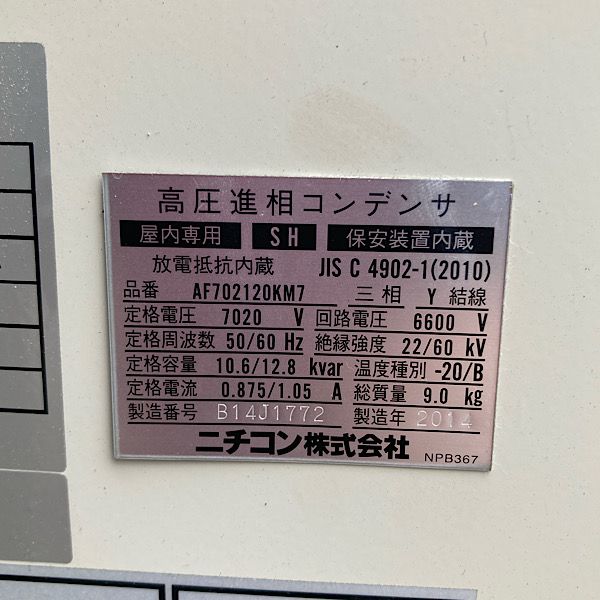 高圧進相コンデンサ
屋内専用 SH 保安装置内蔵
放電抵抗内蔵 JIS C 4902-1(2010)
品番 AF702120KM7 三相 Y 結線
定格電圧 7020 V 回路電圧 6600 V
定格周波数 50/60 Hz 絶縁強度 22/60 kV
定格容量 10.6/12.8 kvar 温度種別 -20/B
定格電流 0.875/1.05 A 総質量 9.0 kg
製造番号 B14J1772 製造年 2014
ニチコン株式会社 NPB367